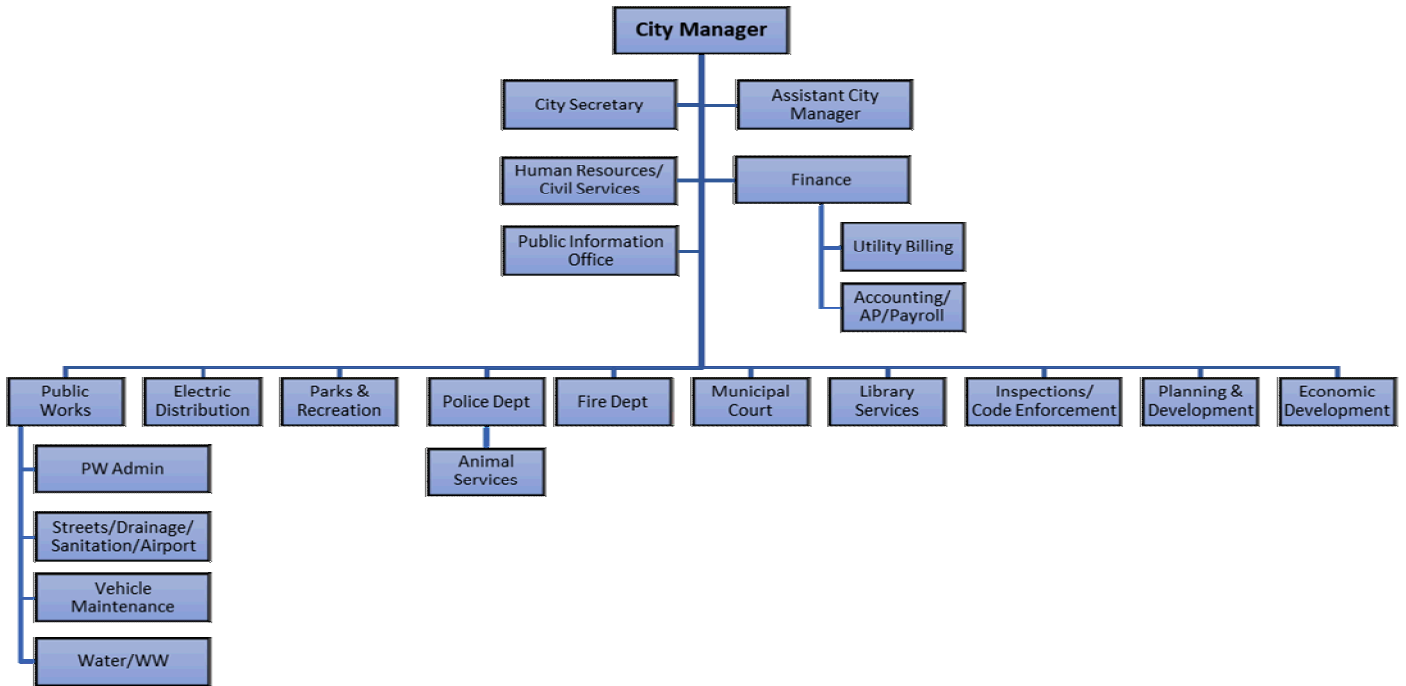 City Manager
City Secretary
Assistant City
Manager
Human Resources/
Civil Services
Finance
Public Information
Office
Utility Billing
Accounting/
AP/Payroll
Public
Works
Electric
Distribution
Parks &
Recreation
Police Dept
Fire Dept
Municipal
Court
Library
Services
Inspections/
Code Enforcement
Planning &
Development
Economic
Development
PW Admin
Animal
Services
Streets/Drainage/
Sanitation/Airport
Vehicle
Maintenance
Water/WW